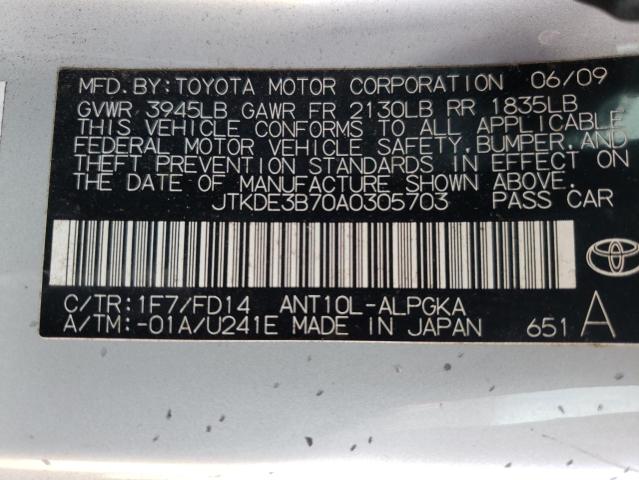 MFD. BY: TOYOTA MOTOR CORPORATION 06/09
GVWR 3945LB GAWR FR 2130LB RR 1835LB
THIS VEHICLE CONFORMS TO ALL APPLICABLE
FEDERAL MOTOR VEHICLE SAFETY, BUMPER, AND
THEFT PREVENTION STANDARDS IN EFFECT ON
THE DATE OF MANUFACTURE SHOWN ABOVE.
JTKDE3B70A0305703 PASS CAR
C/TR: 1F7/FD14 ANT10L-ALPGKA
A/TM: -01A/U241E MADE IN JAPAN 651 A